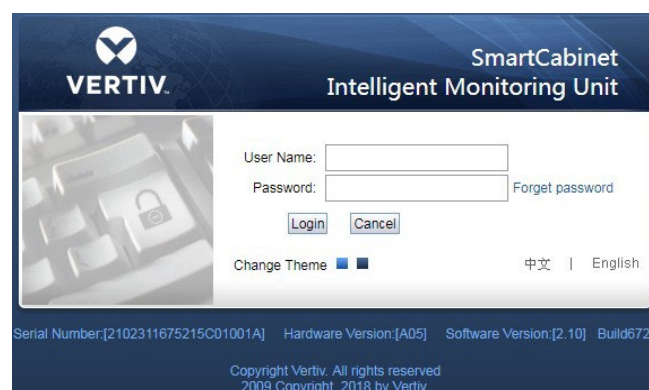 SmartCabinet
VERTIV.
Intelligent Monitoring Unit
User Name:
Password: Forget password
Login Cancel
Change Theme 中文 | English
Serial Number:[2102311675215C01001A] Hardware Version:[A05] Software Version:[2.10] Build672
Copyright Vertiv. All rights reserved
2009 Copyright, 2018 by Vertiv